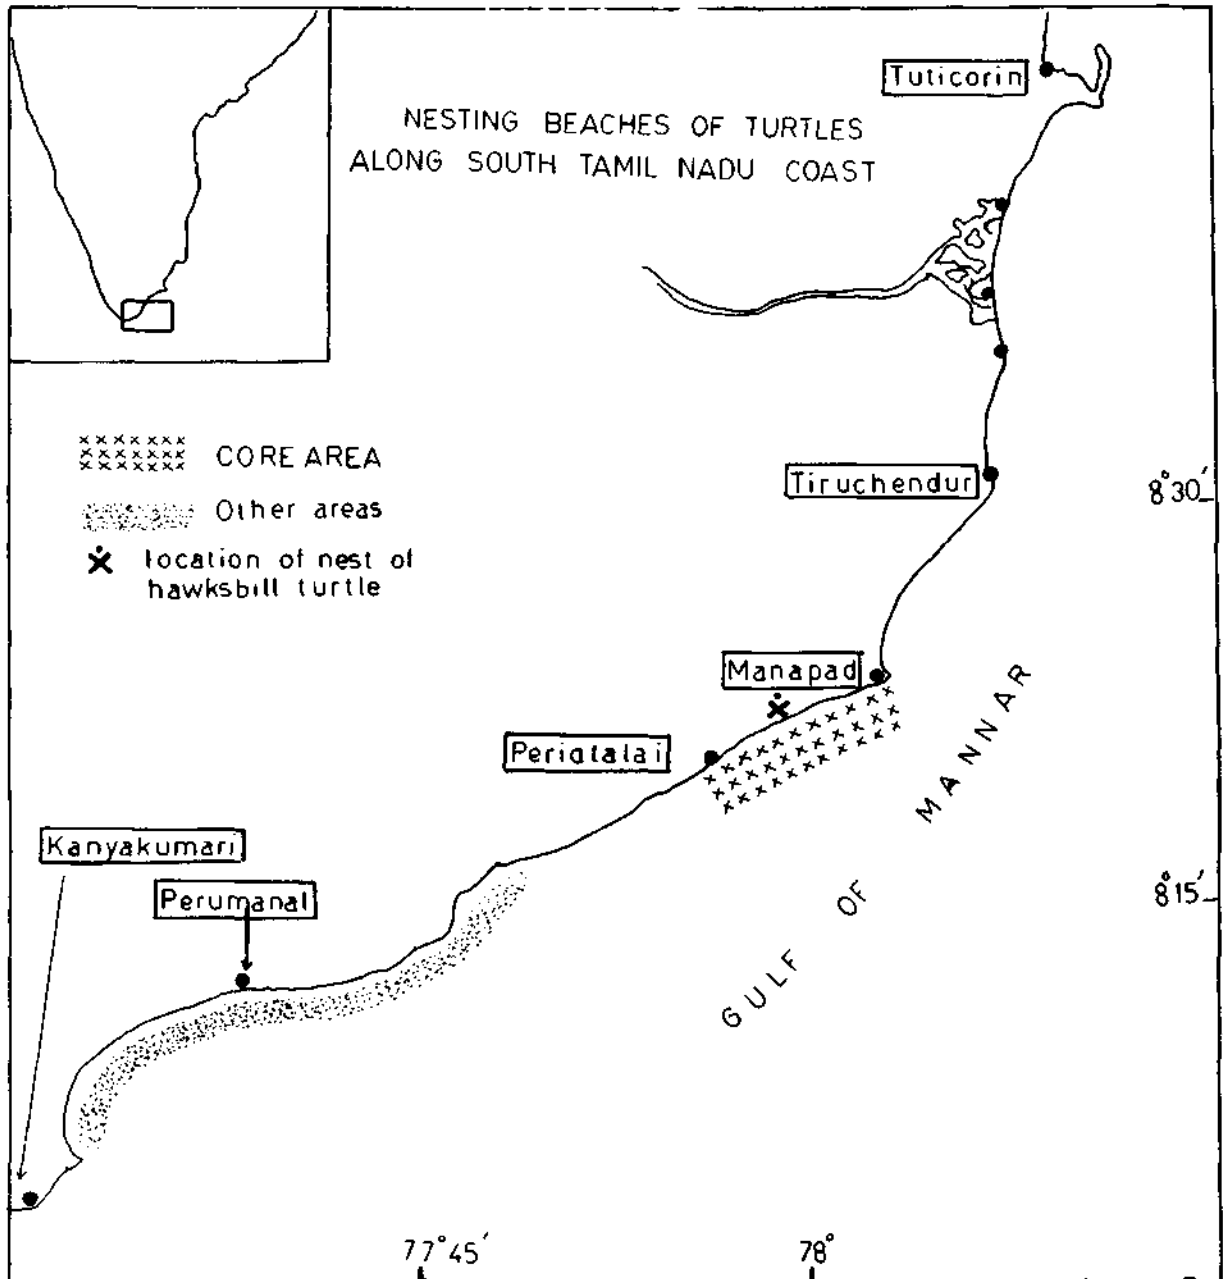 Tuticorin
NESTING BEACHES OF TURTLES
ALONG SOUTH TAMIL NADU COAST
CORE AREA
Other areas
location of nest of
hawksbill turtle
Tiruchendur
8°30′
Manapad
Periatalai
GULF OF MANNAR
Kanyakumari
Perumanal
8°15′
77°45′
78°